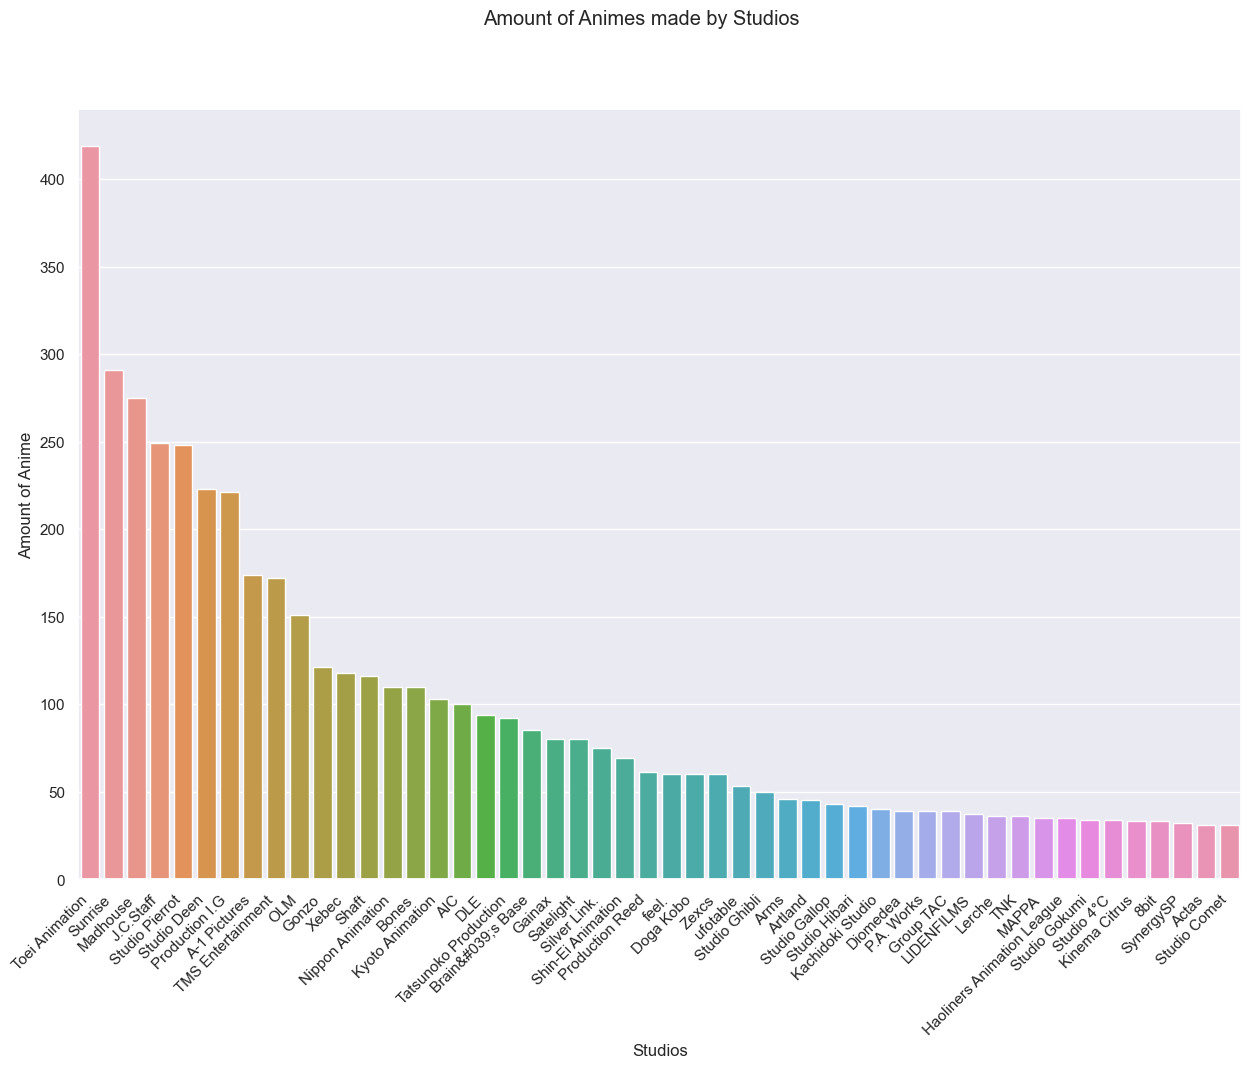 Amount of Animes made by Studios
400
350
300
250
200
150
100
50
0
Amount of Anime
Toei Animation
Sunrise
Madhouse
J.C.Staff
Studio Pierrot
Studio Deen
Production I.G
A-1 Pictures
TMS Entertainment
OLM
Gonzo
Xebec
Shaft
Nippon Animation
Bones
Kyoto Animation
AIC
DLE
Tatsunoko Production
Brain&#039;s Base
Gainax
Satelight
Silver Link.
Shin-Ei Animation
Production Reed
feel.
Doga Kobo
Zexcs
ufotable
Studio Ghibli
Arms
Artland
Studio Gallop
Studio Hibari
Kachidoki Studio
Diomedea
P.A. Works
Group TAC
LIDENFILMS
Lerche
TNK
MAPPA
Haoliners Animation League
Studio Gokumi
Studio 4°C
Kinema Citrus
8bit
SynergySP
Actas
Studio Comet
Studios